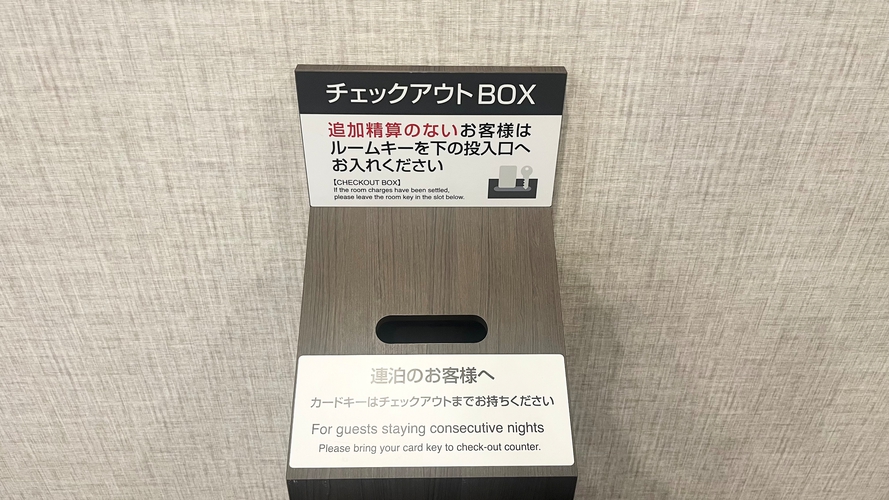 チェックアウトBOX
追加精算のないお客様は
ルームキーを下の投入口へ
お入れください
【CHECKOUT BOX】
If the room charges have been settled,
please leave the room key in the slot below.
連泊のお客様へ
カードキーはチェックアウトまでお持ちください
For guests staying consecutive nights
Please bring your card key to check-out counter.